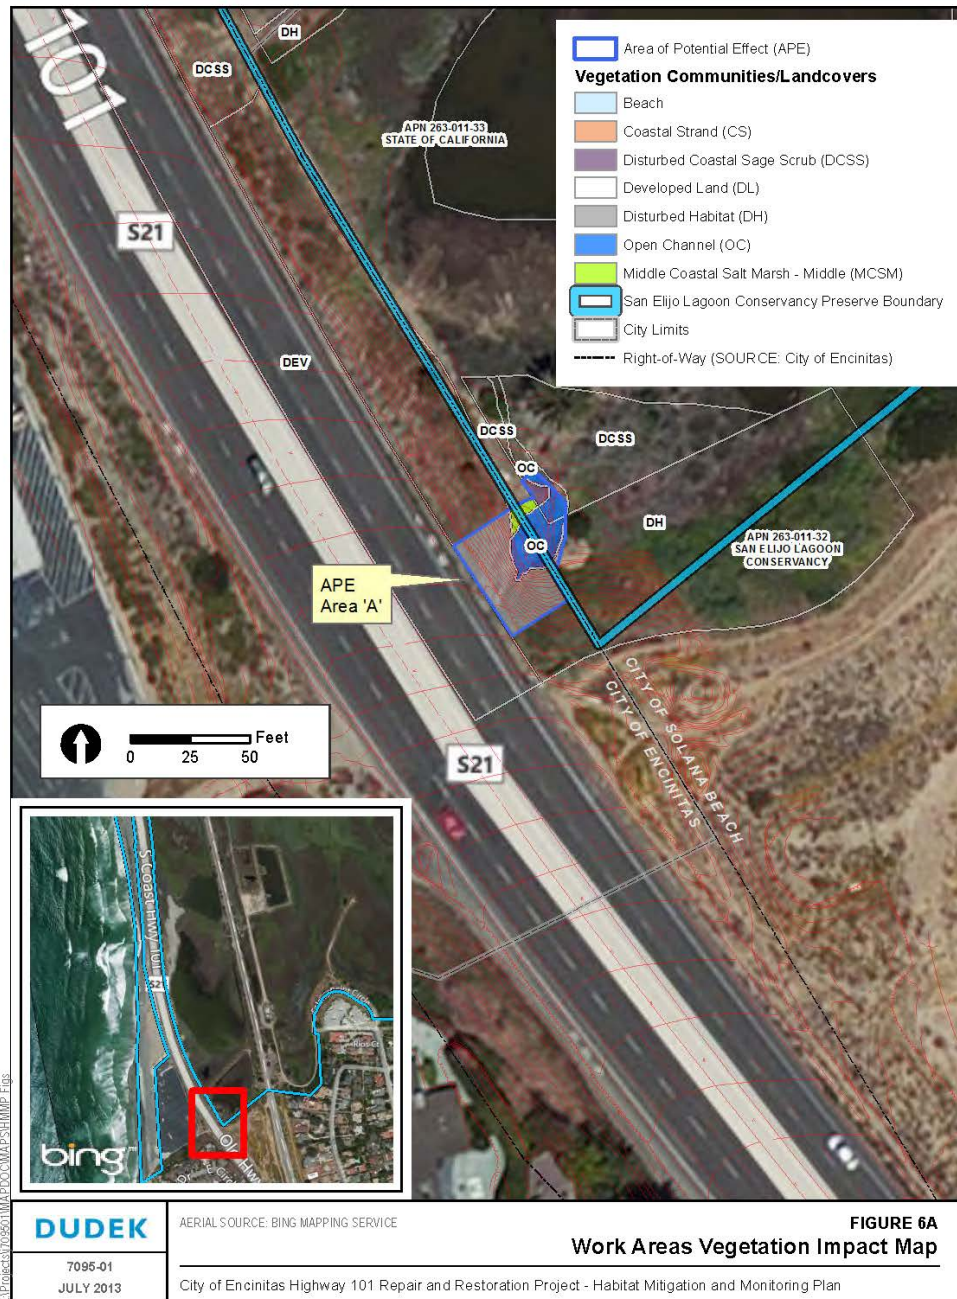 101
DH
DCSS
APN 263-011-33
STATE OF CALIFORNIA
S21
DEV
DCSS
DCSS
OC
OC
DH
APN 263-011-32
SAN ELIJO LAGOON
CONSERVANCY
APE
Area 'A'
CITY OF SOLANA BEACH
CITY OF ENCINITAS
S21
Area of Potential Effect (APE)
Vegetation Communities/Landcovers
Beach
Coastal Strand (CS)
Disturbed Coastal Sage Scrub (DCSS)
Developed Land (DL)
Disturbed Habitat (DH)
Open Channel (OC)
Middle Coastal Salt Marsh - Middle (MCSM)
San Elijo Lagoon Conservancy Preserve Boundary
City Limits
Right-of-Way (SOURCE: City of Encinitas)
Feet
0 25 50
S Coast Hwy 101
S21
Circle
Rios Ct
Circle
Dr
bing
DUDEK
7095-01
JULY 2013
AERIAL SOURCE: BING MAPPING SERVICE
FIGURE 6A
Work Areas Vegetation Impact Map
City of Encinitas Highway 101 Repair and Restoration Project - Habitat Mitigation and Monitoring Plan